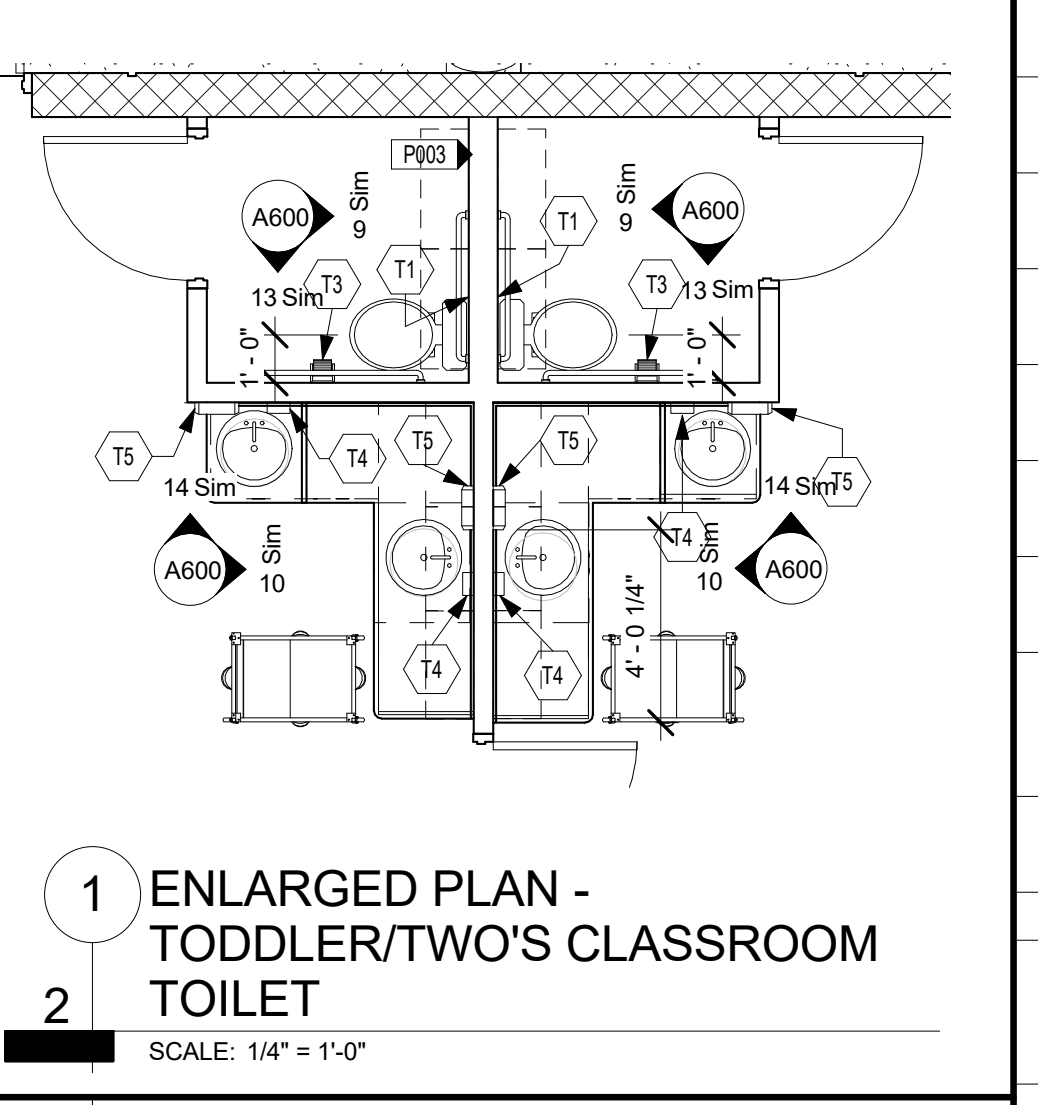 P003
A600
9 Sim
9 Sim
A600
T1
T1
T3
13 Sim
T3
13 Sim
1' - 0"
1' - 0"
T5
T4
T5
T5
T5
14 Sim
14 Sim
T4
A600
10 Sim
10 Sim
A600
4' - 0 1/4"
T4
T4
1
ENLARGED PLAN -
TODDLER/TWO'S CLASSROOM
TOILET
2
SCALE: 1/4" = 1'-0"